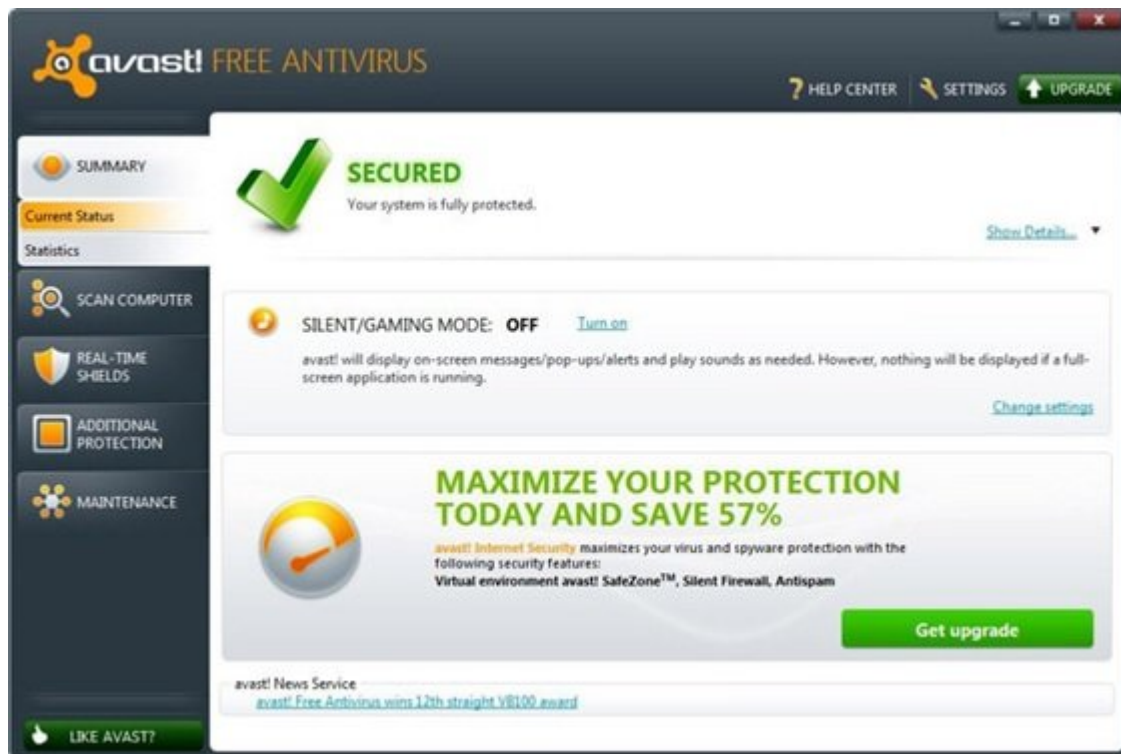 avast! FREE ANTIVIRUS
HELP CENTER
SETTINGS
UPGRADE
SUMMARY
Current Status
Statistics
SCAN COMPUTER
REAL-TIME
SHIELDS
ADDITIONAL
PROTECTION
MAINTENANCE
LIKE AVAST?
SECURED
Your system is fully protected.
Show Details...
SILENT/GAMING MODE: OFF Turn on
avast! will display on-screen messages/pop-ups/alerts and play sounds as needed. However, nothing will be displayed if a full-
screen application is running.
Change settings
MAXIMIZE YOUR PROTECTION
TODAY AND SAVE 57%
avast! Internet Security maximizes your virus and spyware protection with the
following security features:
Virtual environment avast! SafeZone™, Silent Firewall, Antispam
Get upgrade
avast! News Service
avast! Free Antivirus wins 12th straight VB100 award